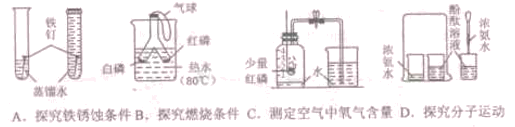 铁钉
蒸馏水
气球
红磷
白磷
热水
(80℃)
少量
红磷
水
酚酞溶液
浓氨水
浓氨水
A．探究铁锈蚀条件 B．探究燃烧条件 C．测定空气中氧气含量 D．探究分子运动